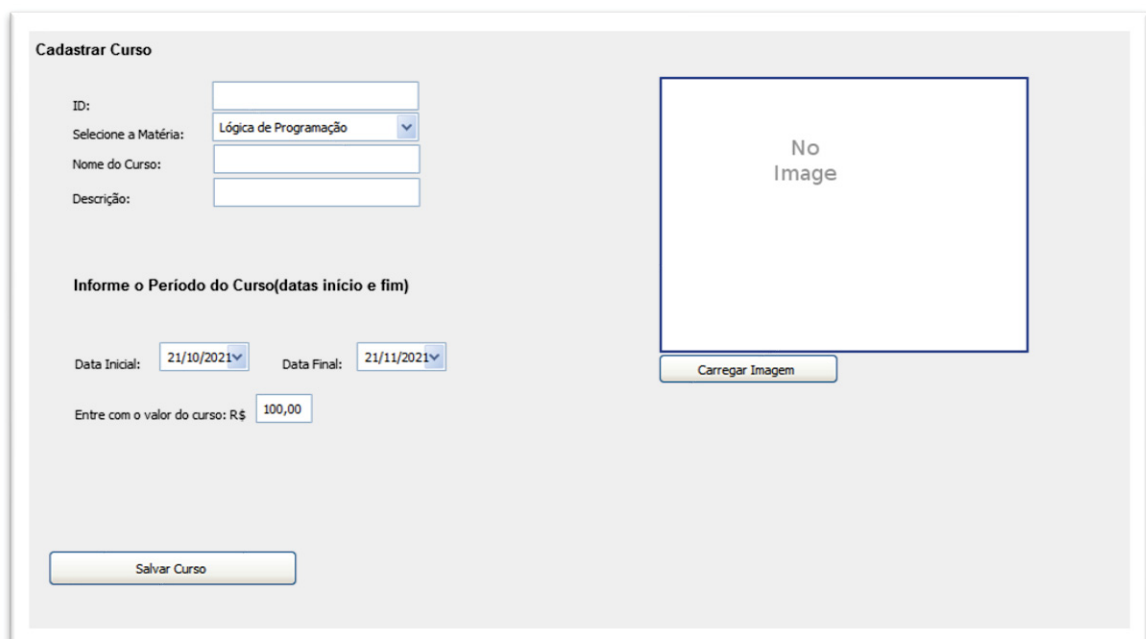 Cadastrar Curso
ID:
Selecione a Matéria: Lógica de Programação
Nome do Curso:
Descrição:
No
Image
Informe o Período do Curso(datas início e fim)
Data Inicial: 21/10/2021 Data Final: 21/11/2021
Carregar Imagem
Entre com o valor do curso: R$ 100,00
Salvar Curso